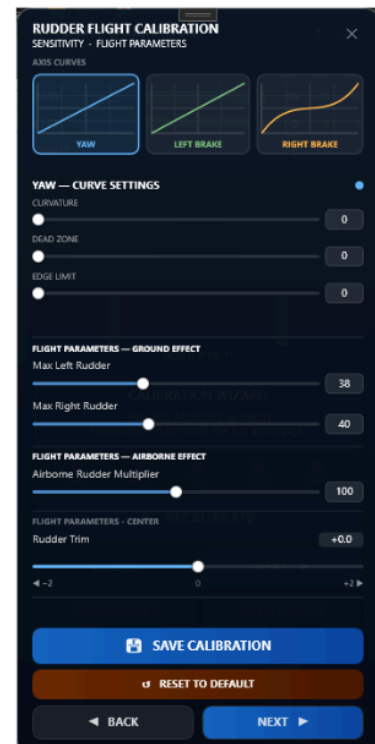 RUDDER FLIGHT CALIBRATION
SENSITIVITY - FLIGHT PARAMETERS
AXIS CURVES
YAW
LEFT BRAKE
RIGHT BRAKE
YAW — CURVE SETTINGS
CURVATURE
0
DEAD ZONE
0
EDGE LIMIT
0
FLIGHT PARAMETERS — GROUND EFFECT
Max Left Rudder
38
CALIBRATION WIZARD
Max Right Rudder
40
FLIGHT PARAMETERS — AIRBORNE EFFECT
Airborne Rudder Multiplier
100
FLIGHT PARAMETERS - CENTER
RECALIBRATE
Rudder Trim
+0.0
◀ -2
0
+2 ▶
SAVE CALIBRATION
↺ RESET TO DEFAULT
◀ BACK
NEXT ▶